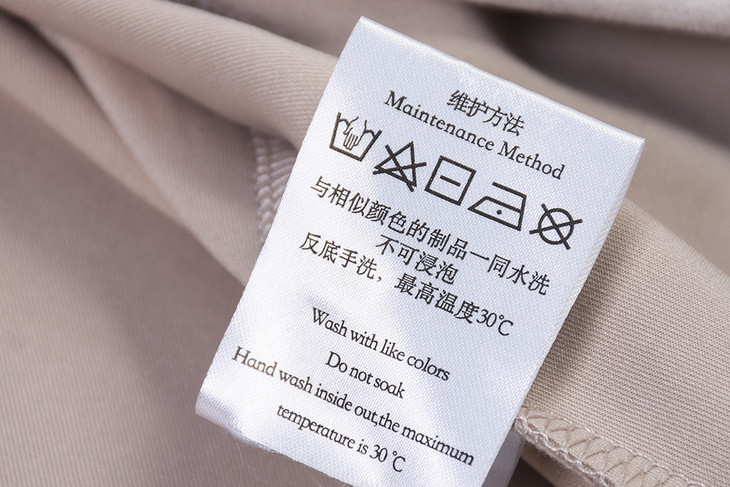 维护方法
Maintenance Method
与相似颜色的制品一同水洗
不可浸泡
反底手洗，最高温度30℃
Wash with like colors
Do not soak
Hand wash inside out,the maximum
temperature is 30℃